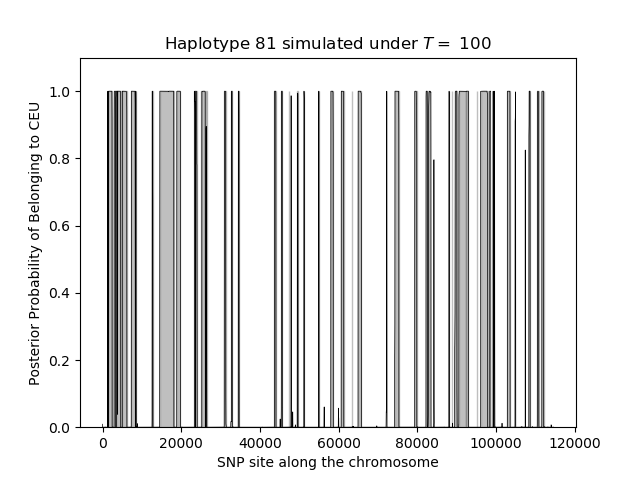 Haplotype 81 simulated under T = 100
Posterior Probability of Belonging to CEU
1.0
0.8
0.6
0.4
0.2
0.0
0 20000 40000 60000 80000 100000 120000
SNP site along the chromosome